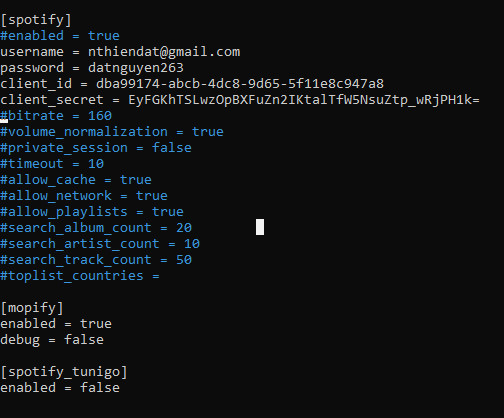 [spotify]
#enabled = true
username = nthiendat@gmail.com
password = datnguyen263
client_id = dba99174-abcb-4dc8-9d65-5f11e8c947a8
client_secret = EyFGKhTSLwzOpBXFuZn2IKtalTfW5NsuZtp_wRjPH1k=
#bitrate = 160
#volume_normalization = true
#private_session = false
#timeout = 10
#allow_cache = true
#allow_network = true
#allow_playlists = true
#search_album_count = 20
#search_artist_count = 10
#search_track_count = 50
#toplist_countries =
[mopify]
enabled = true
debug = false
[spotify_tunigo]
enabled = false